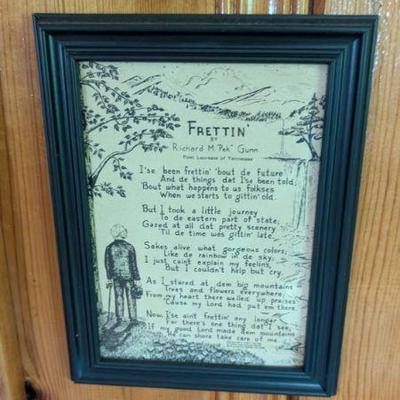 FRETTIN'
BY
Richard M. "Pek" Gunn
Poet Laureate of Tennessee
I'se been frettin' 'bout de future
And de things dat I'se been told,
'Bout what happens to us folkses
When we starts to gittin' old.
But I took a little journey
To de eastern part of state;
Gazed at all dat pretty scenery
Til de time was gittin' late.
Sakes alive what gorgeous colors;
Like de rainbow in de sky;
I just caint explain my feelins,
But I couldn't help but cry.
As I stared at dem big mountains
Trees and flowers everywhere,
From my heart there welled up praises
'Cause my Lord had put em there.
Now, I'se ain't frettin' any longer
For there's one thing dat I see,
If my good Lord made dem mountains
He can shore take care of me.